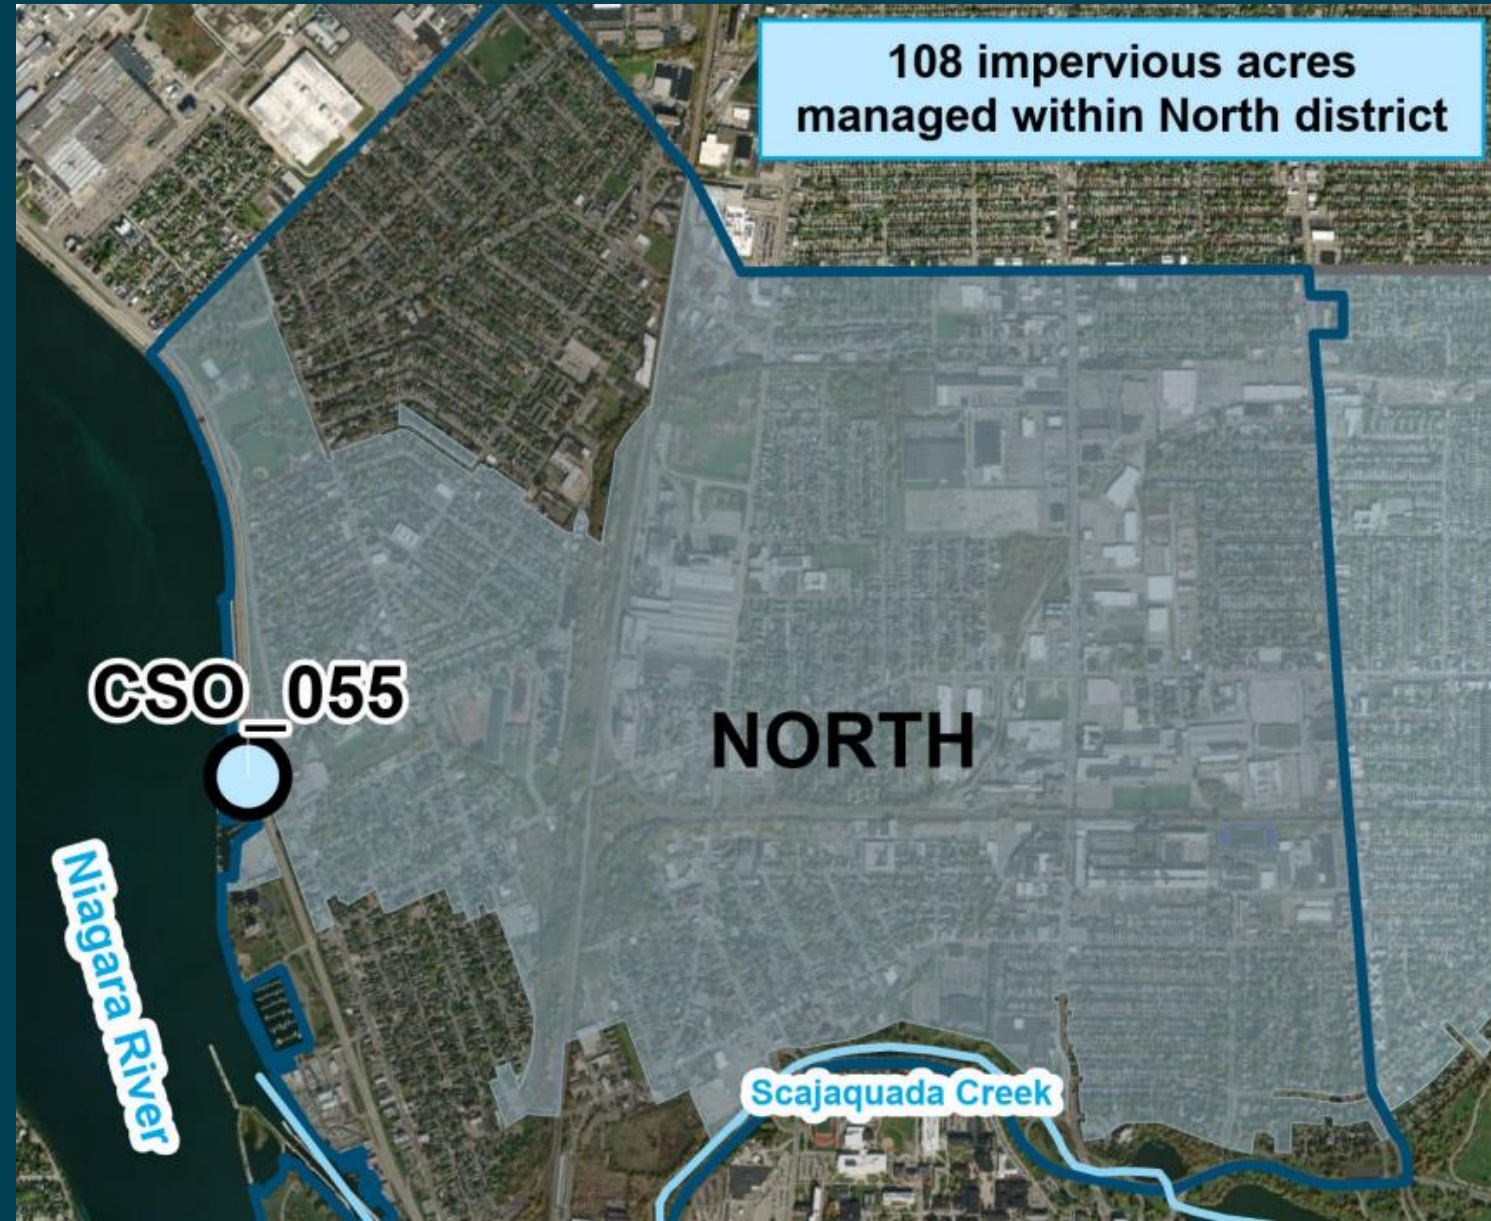 108 impervious acres
managed within North district
CSO_055
NORTH
Niagara River
Scajaquada Creek